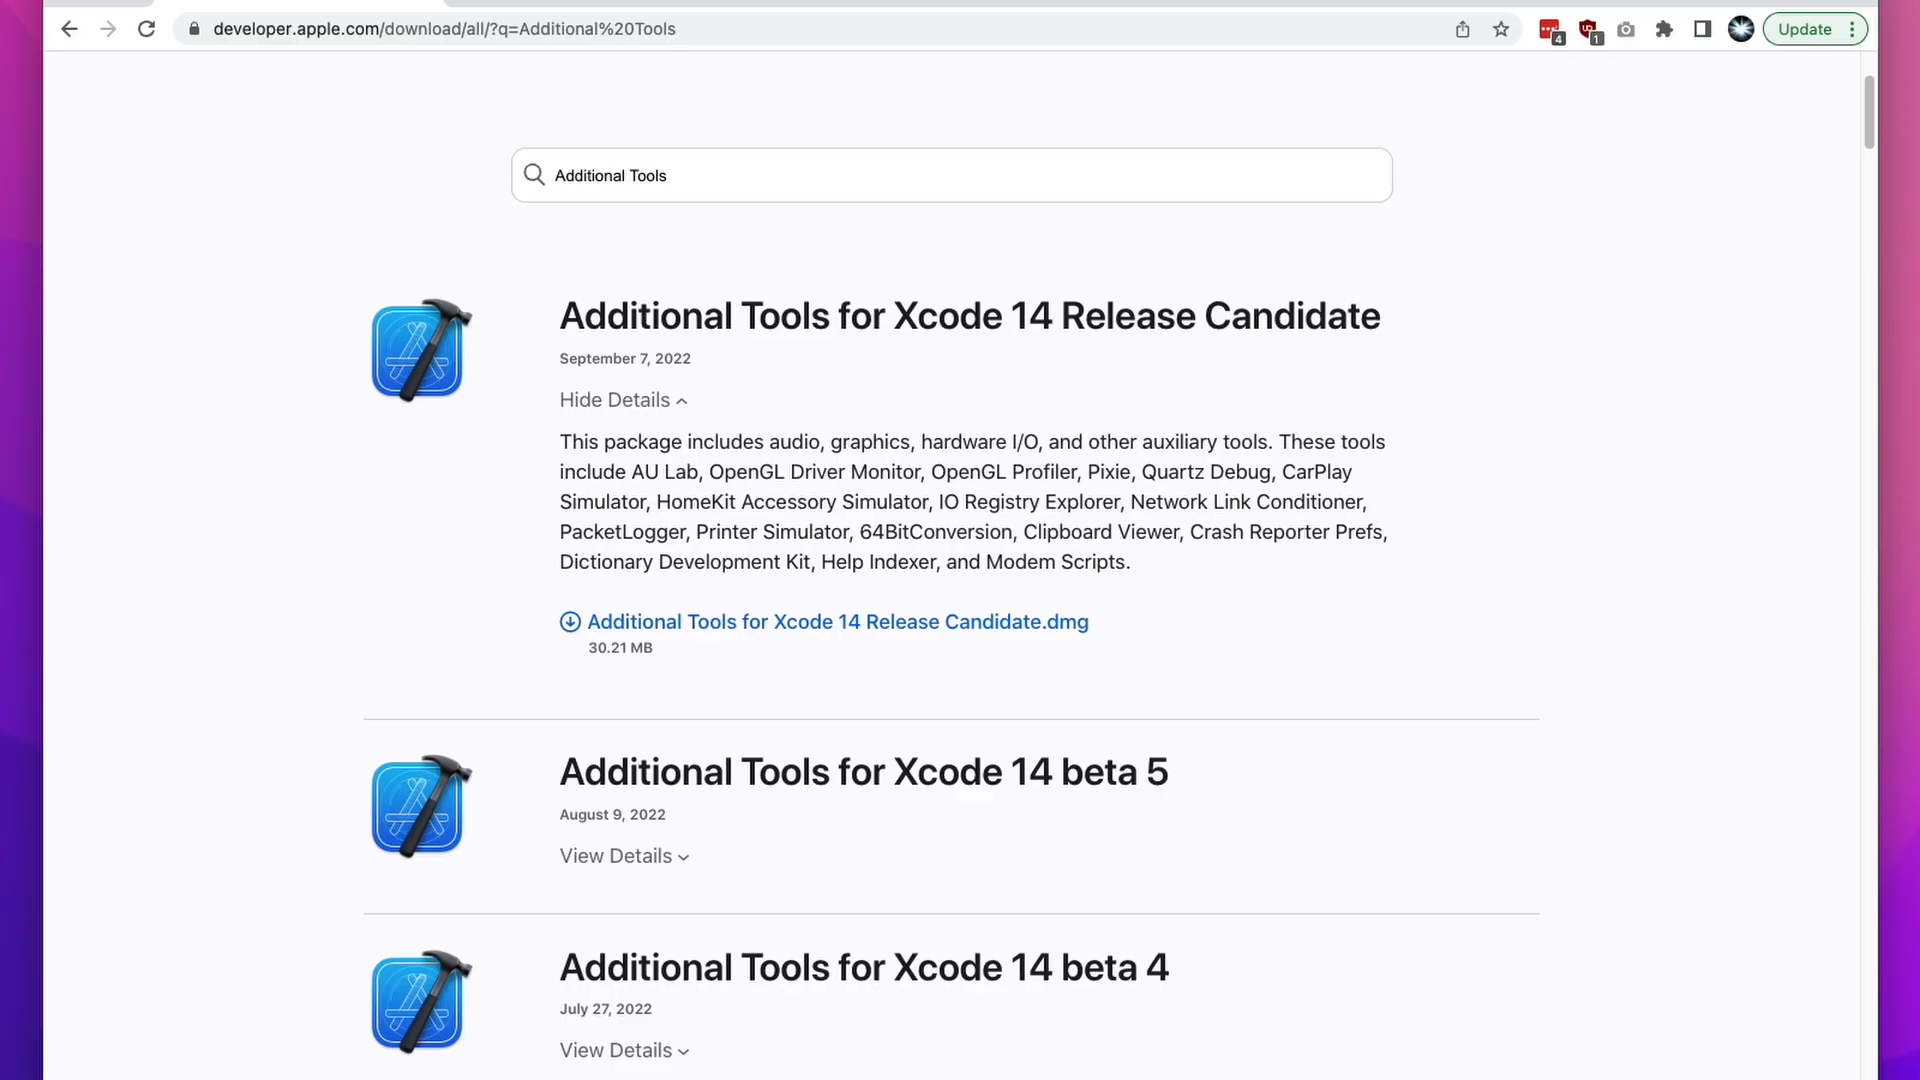 developer.apple.com/download/all/?q=Additional%20Tools
4
1
Update
Additional Tools
Additional Tools for Xcode 14 Release Candidate
September 7, 2022
Hide Details
This package includes audio, graphics, hardware I/O, and other auxiliary tools. These tools
include AU Lab, OpenGL Driver Monitor, OpenGL Profiler, Pixie, Quartz Debug, CarPlay
Simulator, HomeKit Accessory Simulator, IO Registry Explorer, Network Link Conditioner,
PacketLogger, Printer Simulator, 64BitConversion, Clipboard Viewer, Crash Reporter Prefs,
Dictionary Development Kit, Help Indexer, and Modem Scripts.
Additional Tools for Xcode 14 Release Candidate.dmg
30.21 MB
Additional Tools for Xcode 14 beta 5
August 9, 2022
View Details
Additional Tools for Xcode 14 beta 4
July 27, 2022
View Details